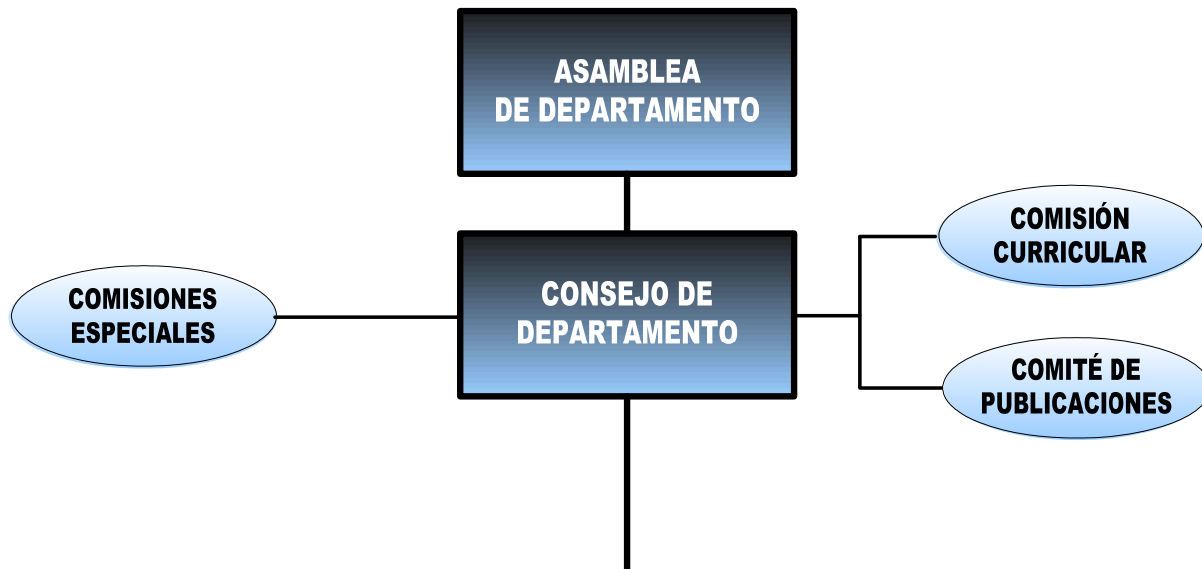 ASAMBLEA
DE DEPARTAMENTO
COMISIÓN
CURRICULAR
COMISIONES
ESPECIALES
CONSEJO DE
DEPARTAMENTO
COMITÉ DE
PUBLICACIONES